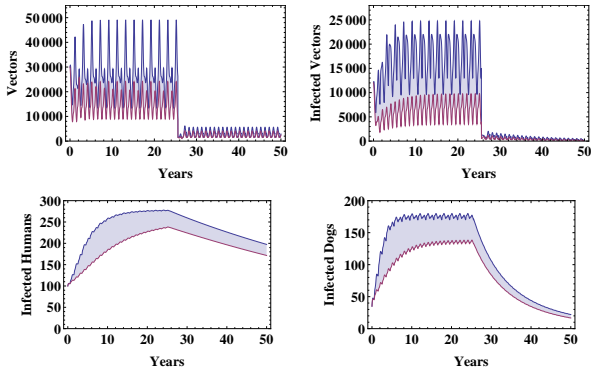 50 000
40 000
30 000
20 000
10 000
0
Vectors
0 10 20 30 40 50
Years
25 000
20 000
15 000
10 000
5000
0
Infected Vectors
0 10 20 30 40 50
Years
300
250
200
150
100
50
0
Infected Humans
0 10 20 30 40 50
Years
200
150
100
50
0
Infected Dogs
0 10 20 30 40 50
Years